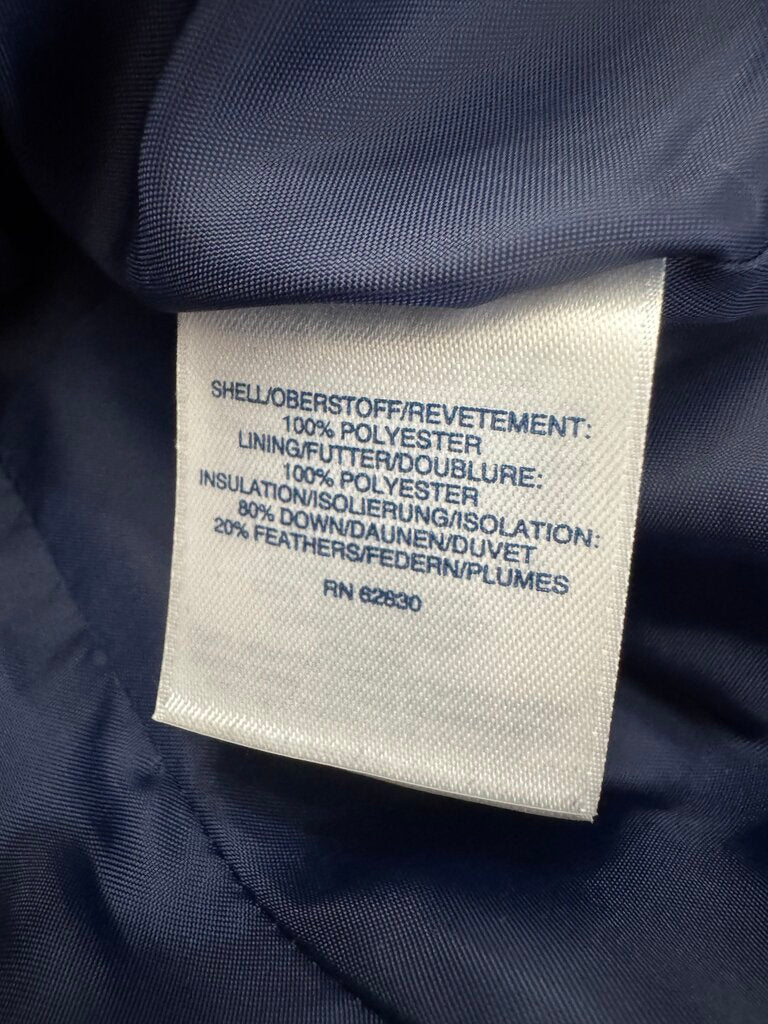 SHELL/OBERSTOFF/REVETEMENT:
100% POLYESTER
LINING/FUTTER/DOUBLURE:
100% POLYESTER
INSULATION/ISOLIERUNG/ISOLATION:
80% DOWN/DAUNEN/DUVET
20% FEATHERS/FEDERN/PLUMES
RN 62830